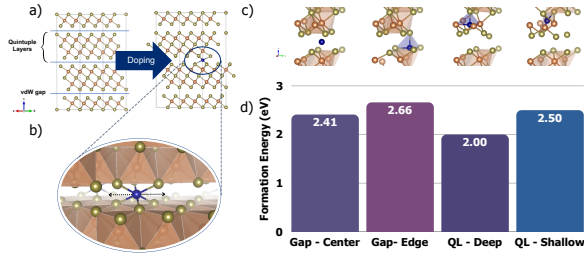 a)
Quintuple
Layers
vdW gap
Doping
b)
c)
d)
Formation Energy (eV)
3
2
1
0
2.41
2.66
2.00
2.50
Gap - Center
Gap- Edge
QL - Deep
QL - Shallow